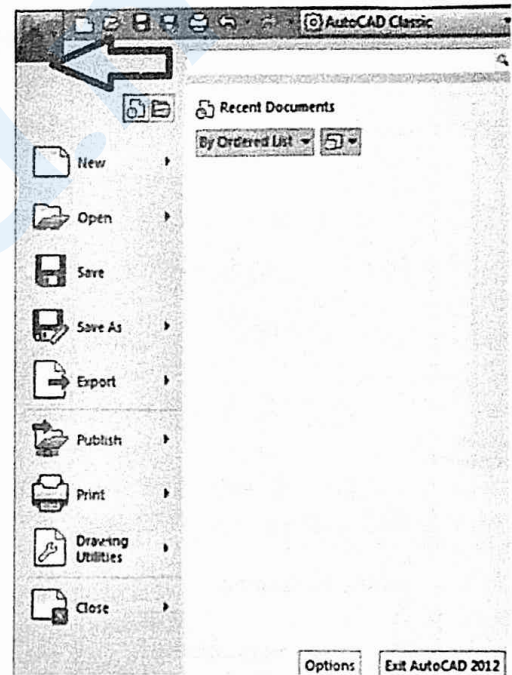 AutoCAD Classic
Recent Documents
By Ordered List
New
Open
Save
Save As
Export
Publish
Print
Drawing
Utilities
Close
Options
Exit AutoCAD 2012